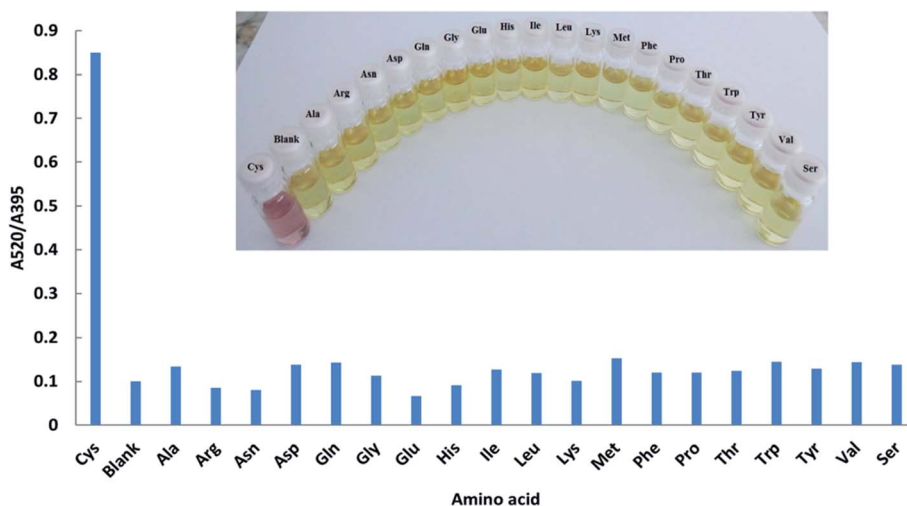 0.9
0.8
0.7
0.6
0.5
0.4
0.3
0.2
0.1
0
A520/A395
Cys
Blank
Ala
Arg
Asn
Asp
Gln
Gly
Glu
His
Ile
Leu
Lys
Met
Phe
Pro
Thr
Trp
Tyr
Val
Ser
Cys Blank Ala Arg Asn Asp Gln Gly Glu His Ile Leu Lys Met Phe Pro Thr Trp Tyr Val Ser
Amino acid